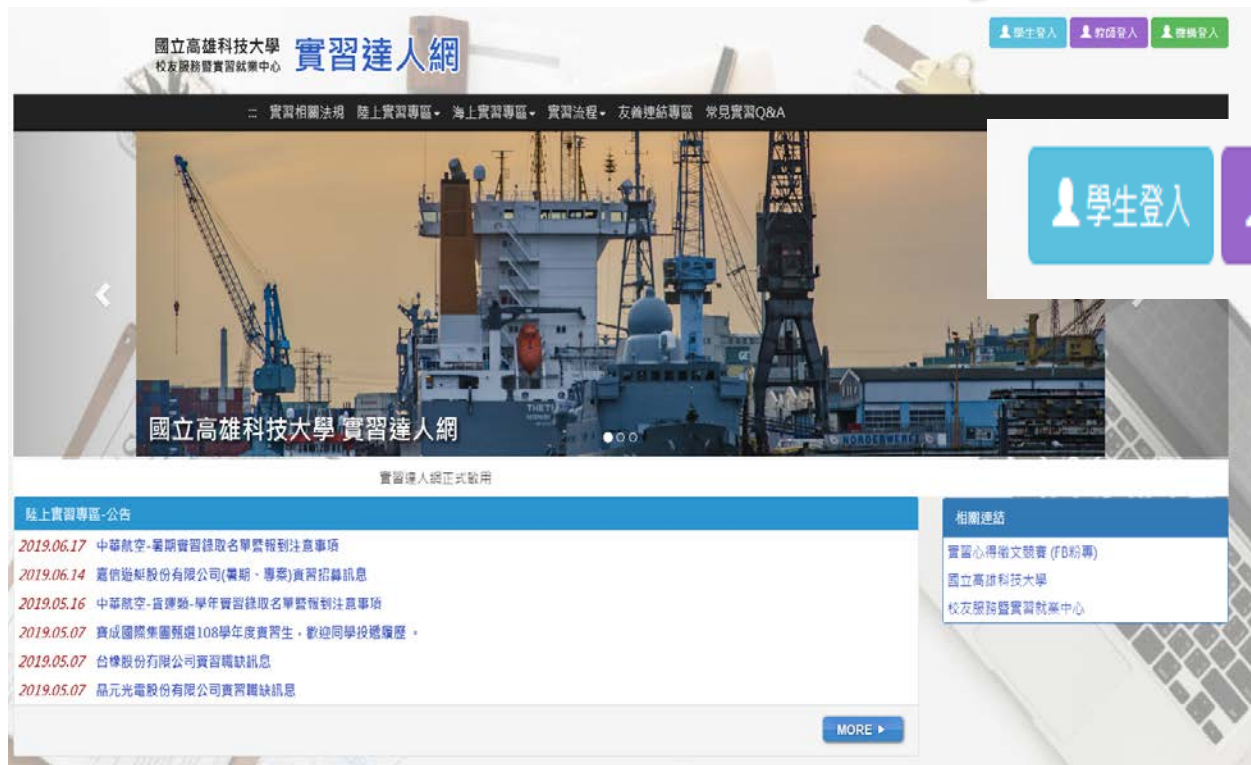 國立高雄科技大學
校友服務暨實習就業中心
實習達人網
學生登入 教師登入 機構登入
::: 實習相關法規 陸上實習專區 海上實習專區 實習流程 友善連結專區 常見實習Q&A
學生登入
國立高雄科技大學 實習達人網
THETI
NORDERWERFT
實習達人網正式啟用
陸上實習專區-公告
2019.06.17 中華航空-暑期實習錄取名單暨報到注意事項
2019.06.14 嘉信遊艇股份有限公司(暑期、專案)實習招募訊息
2019.05.16 中華航空-貨運類-學年實習錄取名單暨報到注意事項
2019.05.07 賽成國際集團甄選108學年度實習生，歡迎同學投遞履歷 。
2019.05.07 台橡股份有限公司實習職缺訊息
2019.05.07 晶元光電股份有限公司實習職缺訊息
MORE
相關連結
實習心得徵文競賽 (FB粉專)
國立高雄科技大學
校友服務暨實習就業中心